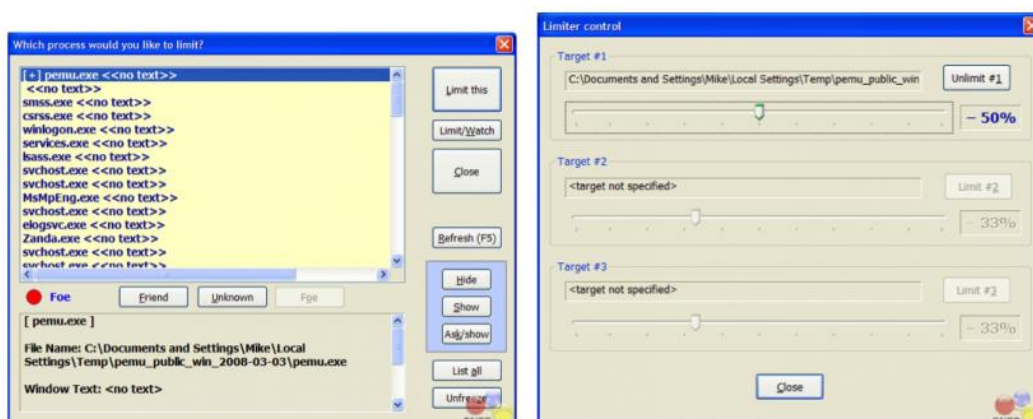 Which process would you like to limit?
[+] pemu.exe <<no text>>
<<no text>>
smss.exe <<no text>>
csrss.exe <<no text>>
winlogon.exe <<no text>>
services.exe <<no text>>
lsass.exe <<no text>>
svchost.exe <<no text>>
svchost.exe <<no text>>
MsMpEng.exe <<no text>>
svchost.exe <<no text>>
elogsvc.exe <<no text>>
Zanda.exe <<no text>>
svchost.exe <<no text>>
svchost.exe <<no text>>
Limit this
Limit/Watch
Close
Refresh (F5)
Hide
Show
Ask/show
List all
Unfreeze
Foe
Friend
Unknown
Foe
[ pemu.exe ]
File Name: C:\Documents and Settings\Mike\Local
Settings\Temp\pemu_public_win_2008-03-03\pemu.exe
Window Text: <no text>
Limiter control
Target #1
C:\Documents and Settings\Mike\Local Settings\Temp\pemu_public_win
Unlimit #1
- 50%
Target #2
<target not specified>
Limit #2
- 33%
Target #3
<target not specified>
Limit #3
- 33%
Close